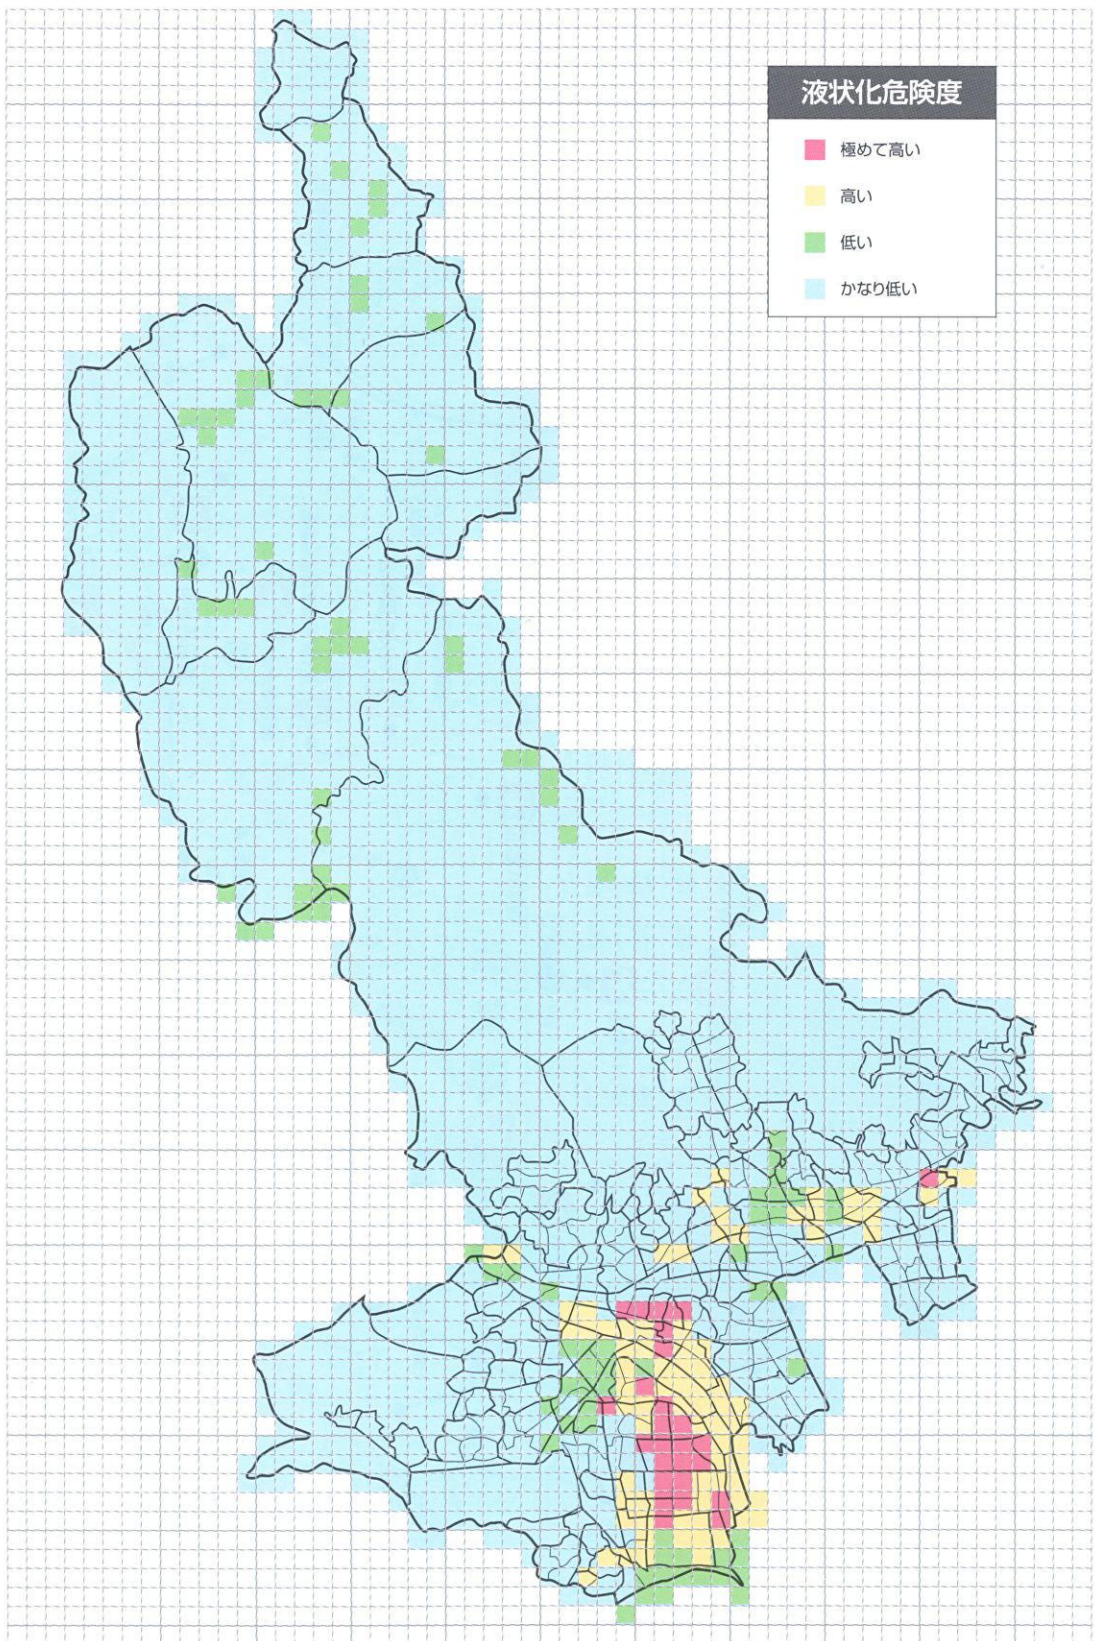 液状化危険度
極めて高い
高い
低い
かなり低い